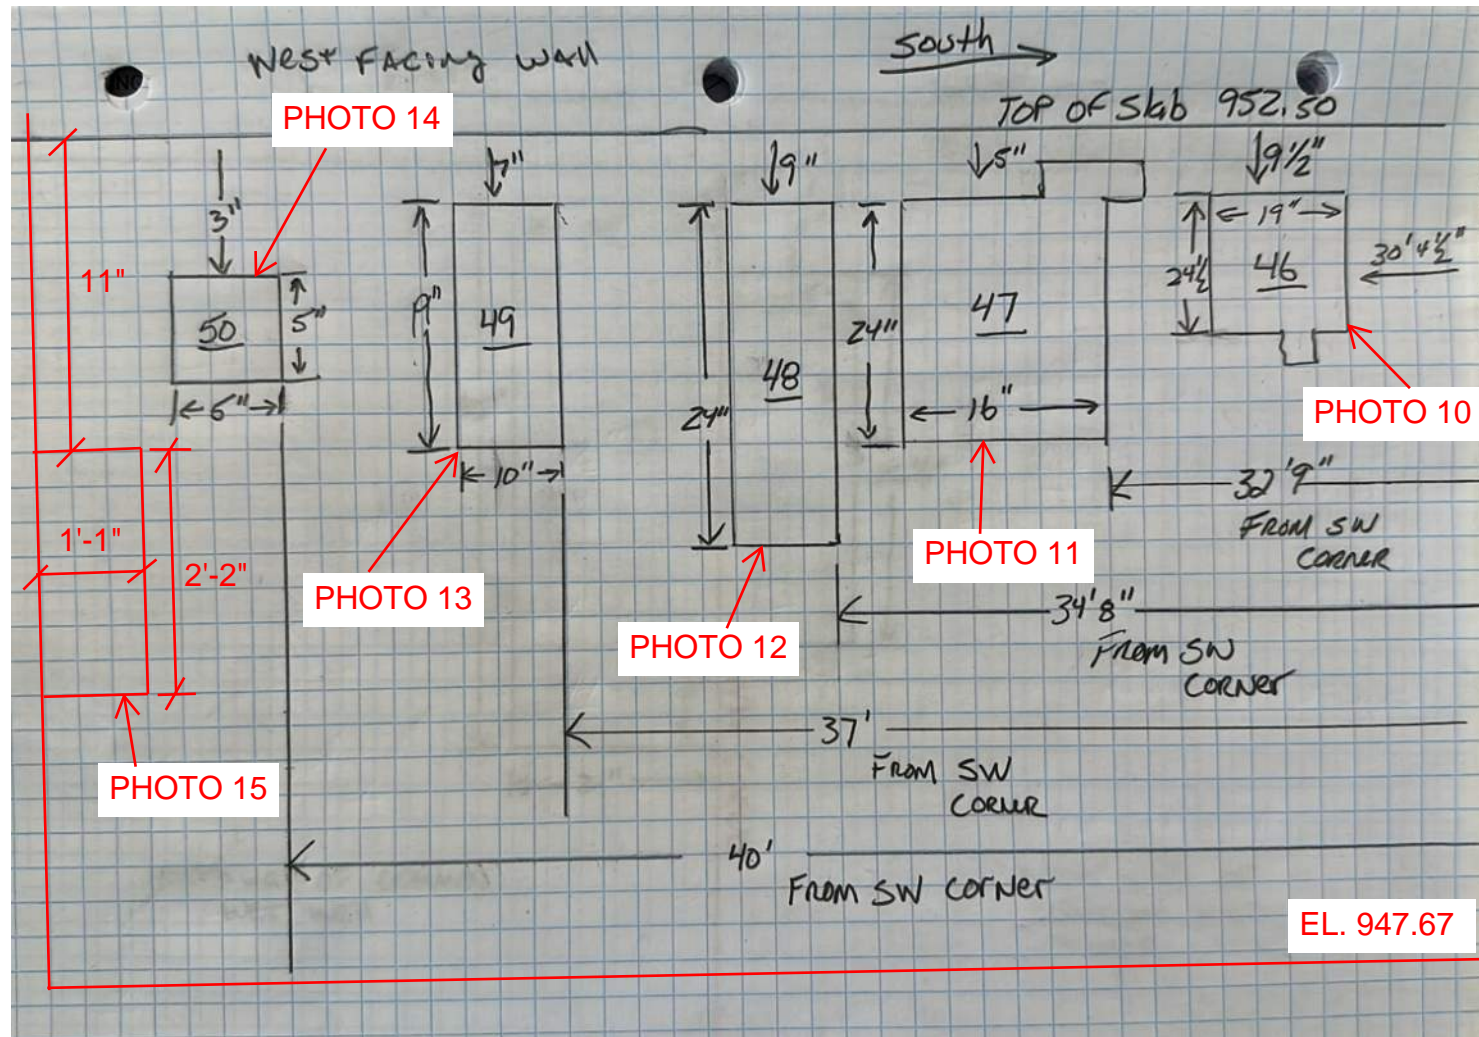 West Facing Wall
South
TOP OF Slab 952.50
PHOTO 14
3"
7"
9"
5"
9½"
11"
50
5"
6"
9"
49
10"
24"
48
24"
47
16"
19"
24½
46
30' 4½"
PHOTO 10
32'9"
FROM SW
CORNER
PHOTO 11
1'-1"
2'-2"
PHOTO 13
PHOTO 12
34'8"
From SW
CORNer
PHOTO 15
37'
From SW
CORNER
40'
From SW Corner
EL. 947.67